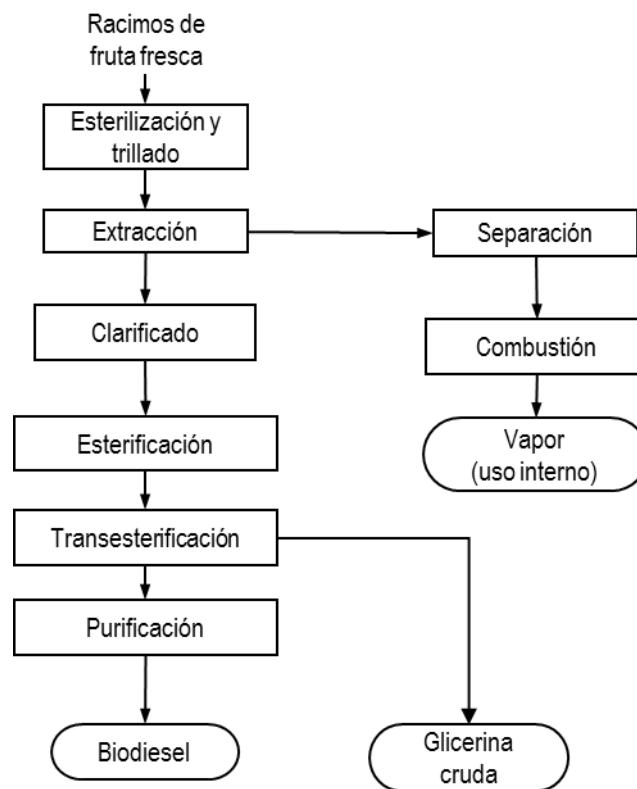 Racimos de
fruta fresca
Esterilización y
trillado
Extracción
Separación
Clarificado
Combustión
Esterificación
Vapor
(uso interno)
Transesterificación
Purificación
Biodiesel
Glicerina
cruda